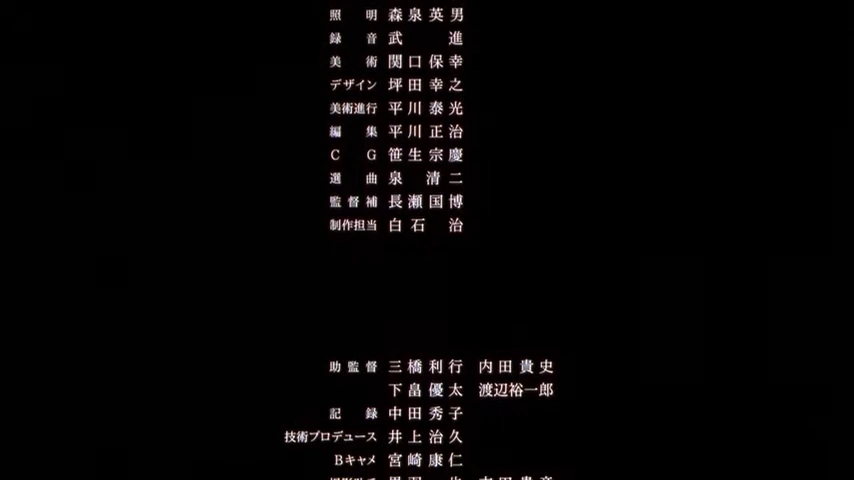 照明 森泉英男
録音 武進
美術 関口保幸
デザイン 坪田幸之
美術進行 平川泰光
編集 平川正治
CG 笹生宗慶
選曲 泉清二
監督補 長瀬国博
制作担当 白石治
助監督 三橋利行 内田貴史
下畠優太 渡辺裕一郎
記録 中田秀子
技術プロデュース 井上治久
Bキャメ 宮崎康仁